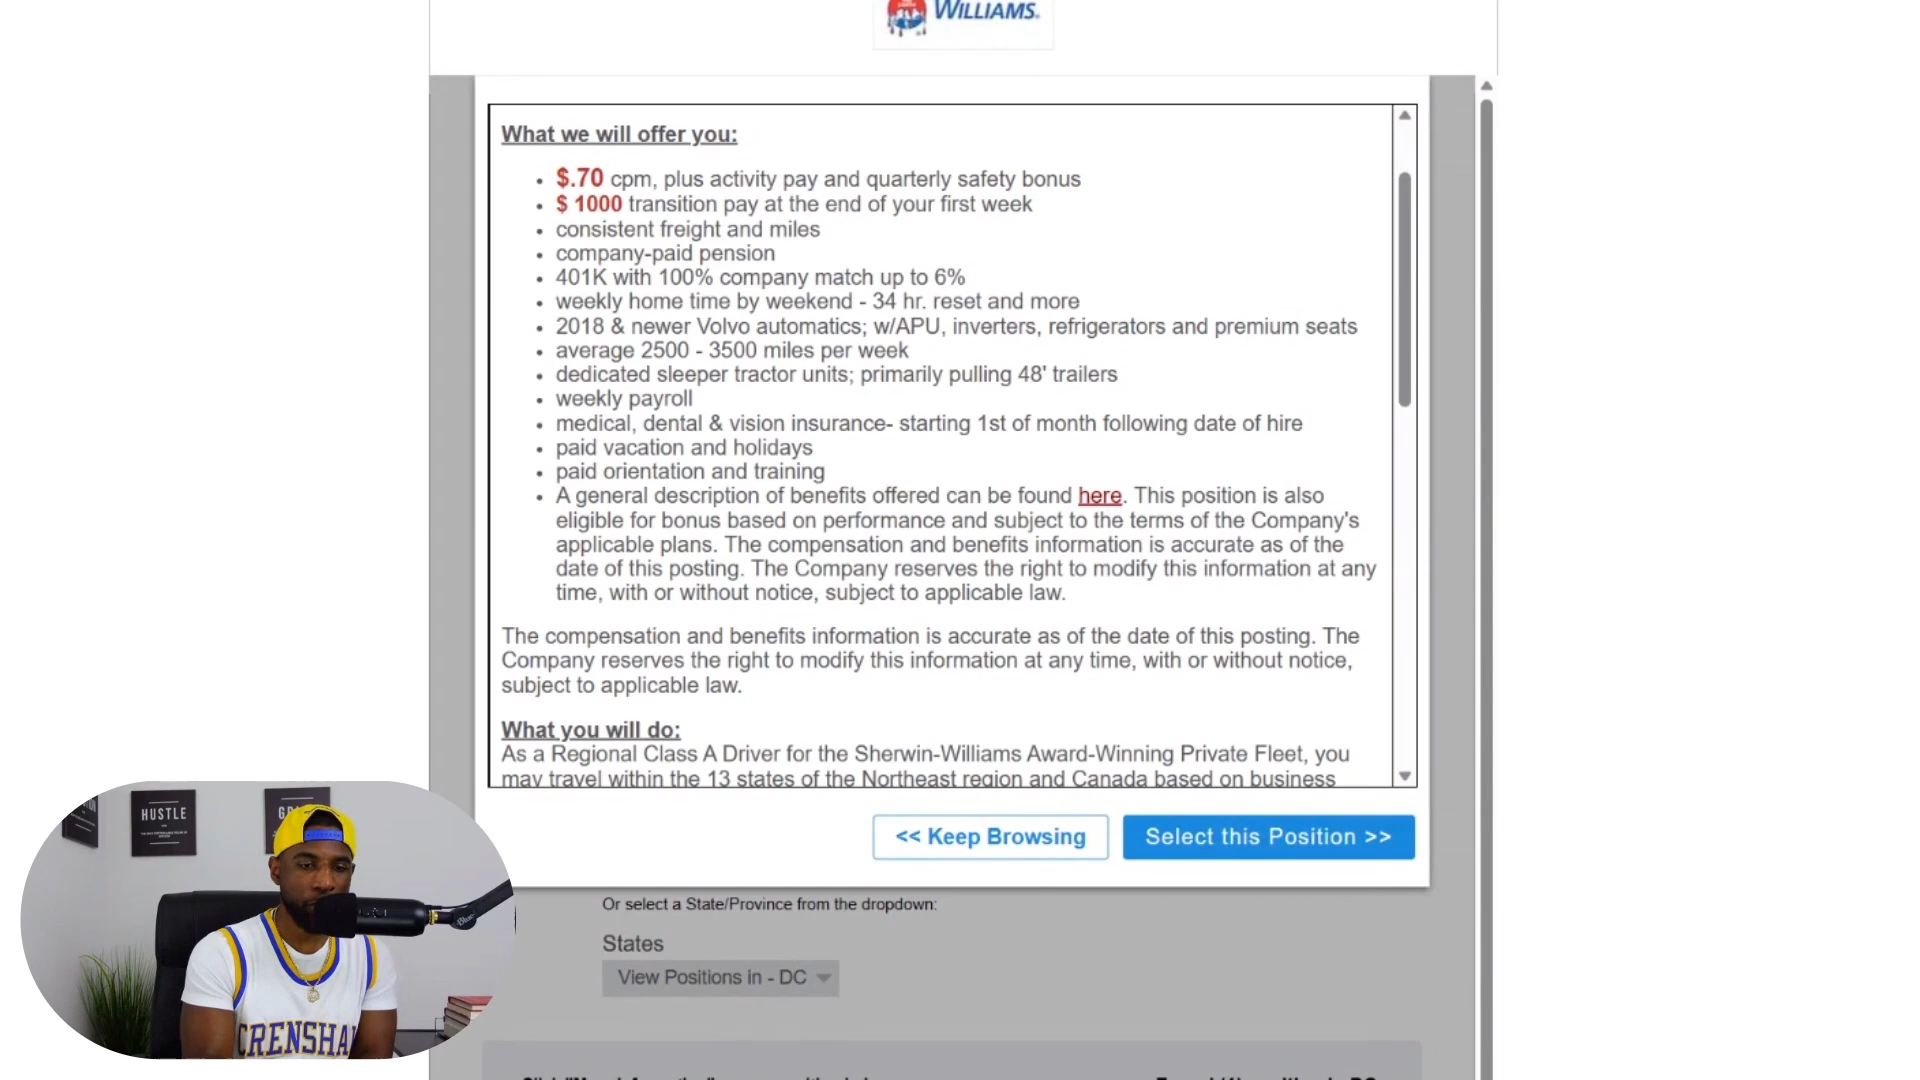 WILLIAMS.
What we will offer you:
• $.70 cpm, plus activity pay and quarterly safety bonus
• $ 1000 transition pay at the end of your first week
• consistent freight and miles
• company-paid pension
• 401K with 100% company match up to 6%
• weekly home time by weekend - 34 hr. reset and more
• 2018 & newer Volvo automatics; w/APU, inverters, refrigerators and premium seats
• average 2500 - 3500 miles per week
• dedicated sleeper tractor units; primarily pulling 48' trailers
• weekly payroll
• medical, dental & vision insurance- starting 1st of month following date of hire
• paid vacation and holidays
• paid orientation and training
• A general description of benefits offered can be found here. This position is also
eligible for bonus based on performance and subject to the terms of the Company's
applicable plans. The compensation and benefits information is accurate as of the
date of this posting. The Company reserves the right to modify this information at any
time, with or without notice, subject to applicable law.
The compensation and benefits information is accurate as of the date of this posting. The
Company reserves the right to modify this information at any time, with or without notice,
subject to applicable law.
What you will do:
As a Regional Class A Driver for the Sherwin-Williams Award-Winning Private Fleet, you
may travel within the 13 states of the Northeast region and Canada based on business
<< Keep Browsing
Select this Position >>
Or select a State/Province from the dropdown:
States
View Positions in - DC
HUSTLE
CRENSHA